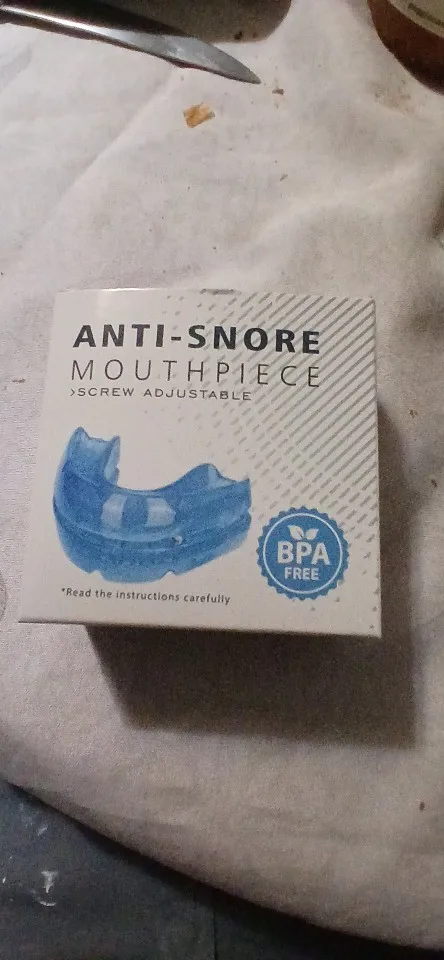 ANTI-SNORE
MOUTHPIECE
>SCREW ADJUSTABLE
BPA
FREE
*Read the instructions carefully